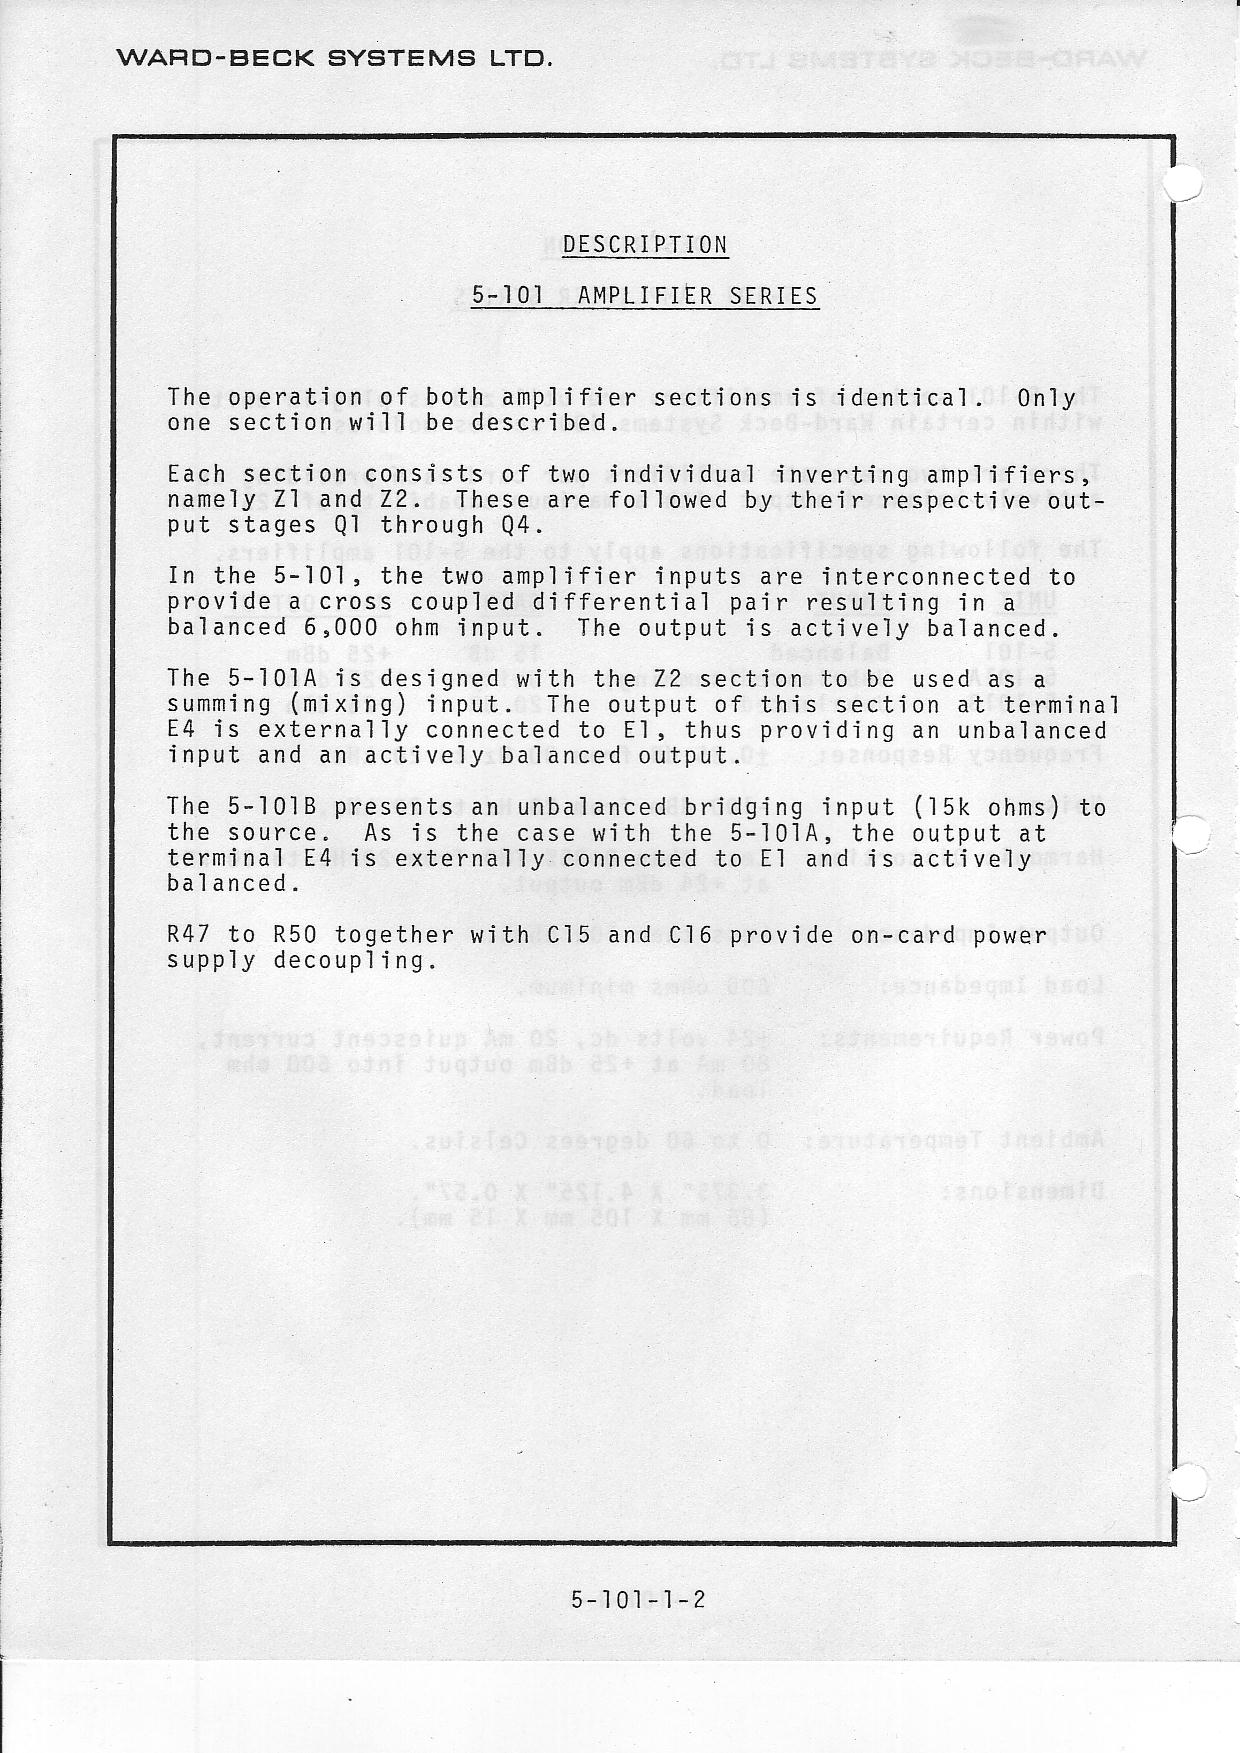 WARD-BECK SYSTEMS LTD.
DESCRIPTION
5-101 AMPLIFIER SERIES
The operation of both amplifier sections is identical. Only
one section will be described.
Each section consists of two individual inverting amplifiers,
namely Z1 and Z2. These are followed by their respective out-
put stages Q1 through Q4.
In the 5-101, the two amplifier inputs are interconnected to
provide a cross coupled differential pair resulting in a
balanced 6,000 ohm input. The output is actively balanced.
The 5-101A is designed with the Z2 section to be used as a
summing (mixing) input. The output of this section at terminal
E4 is externally connected to E1, thus providing an unbalanced
input and an actively balanced output.
The 5-101B presents an unbalanced bridging input (15k ohms) to
the source. As is the case with the 5-101A, the output at
terminal E4 is externally connected to E1 and is actively
balanced.
R47 to R50 together with C15 and C16 provide on-card power
supply decoupling.
5-101-1-2